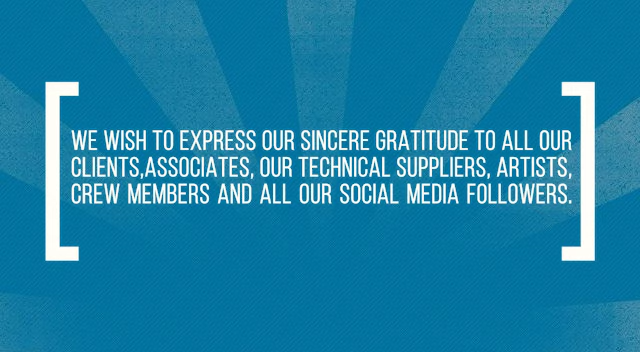 WE WISH TO EXPRESS OUR SINCERE GRATITUDE TO ALL OUR
CLIENTS,ASSOCIATES, OUR TECHNICAL SUPPLIERS, ARTISTS,
CREW MEMBERS AND ALL OUR SOCIAL MEDIA FOLLOWERS.